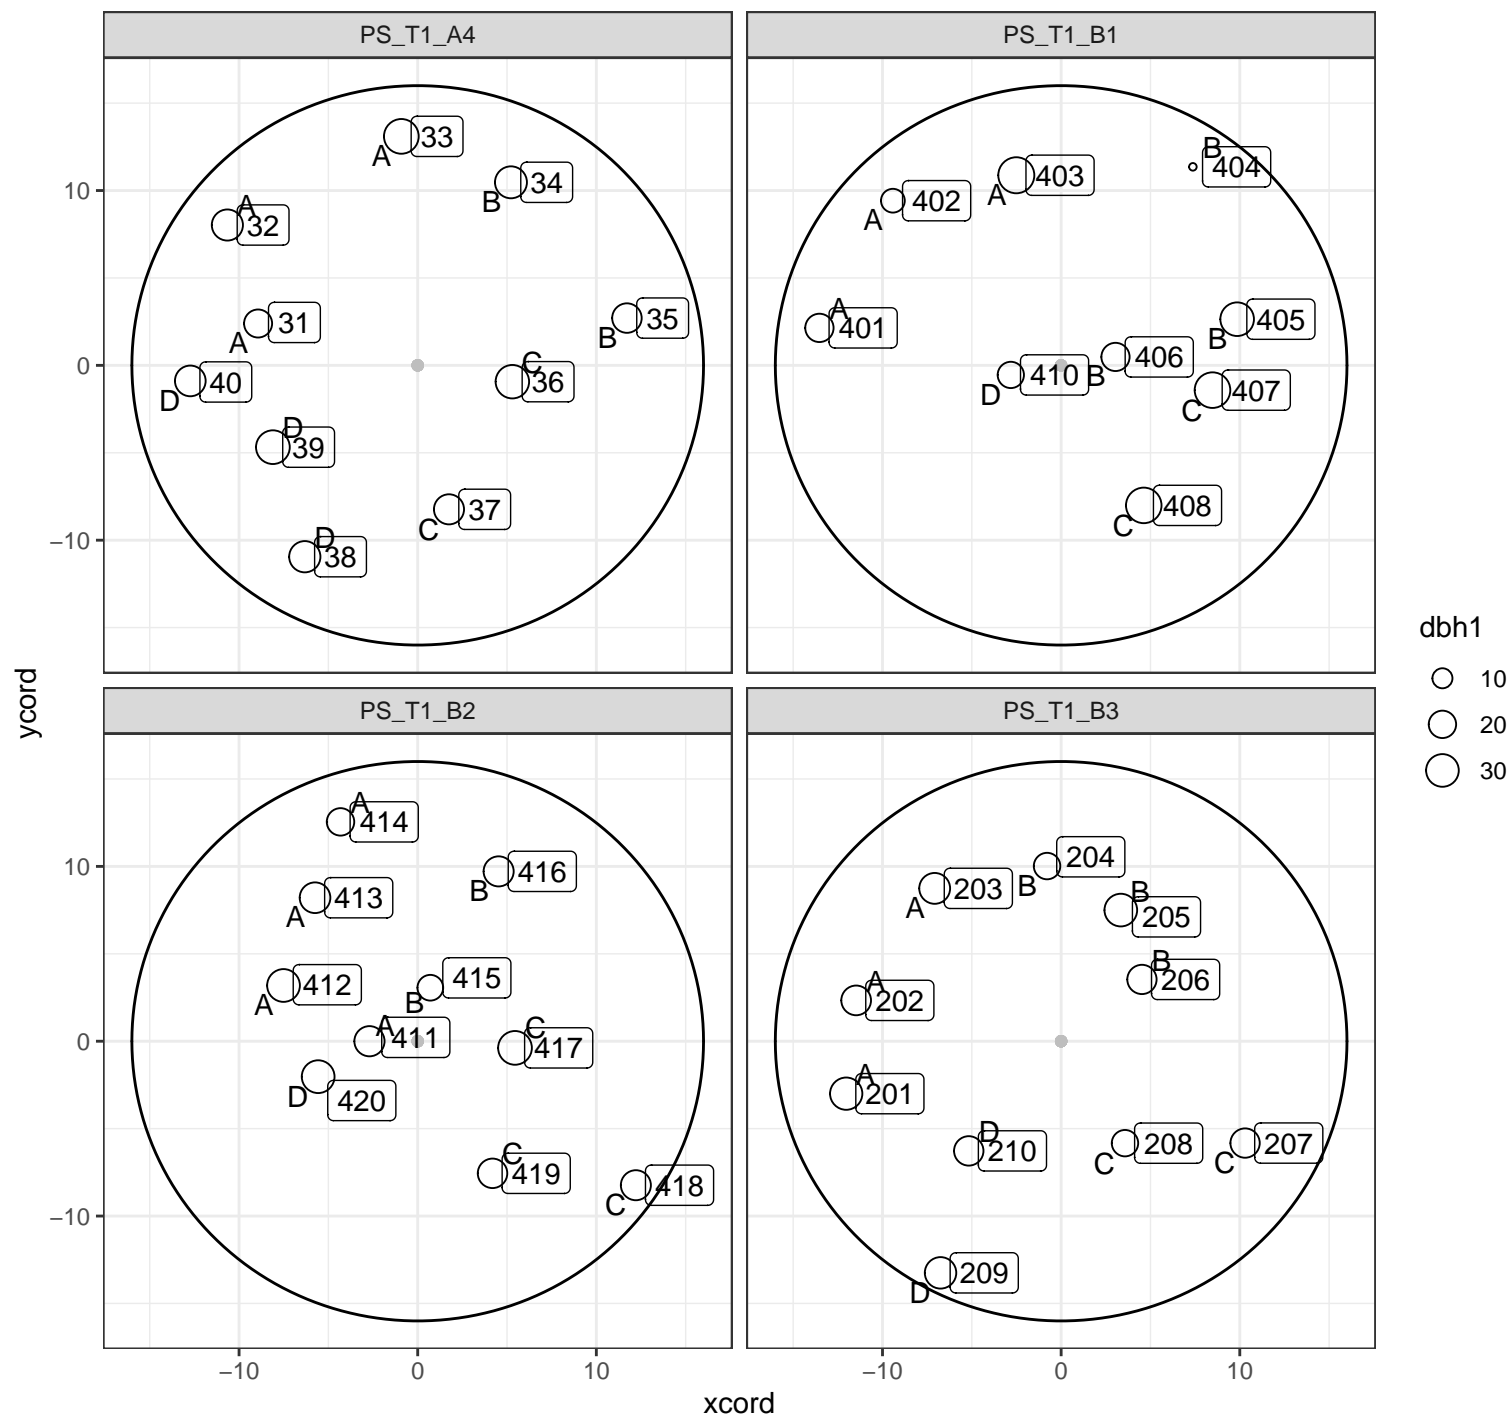 PS_T1_A4
PS_T1_B1
33
A
34
B
A
32
31
A
35
B
C
36
40
D
D
39
37
C
D
38
403
A
B
404
402
A
A
401
405
B
406
B
410
D
407
C
408
C
10
0
−10
ycord
PS_T1_B2
PS_T1_B3
A
414
416
B
413
A
412
A
415
B
A
411
C
417
420
D
C
419
418
C
204
B
203
A
B
205
B
206
A
202
A
201
D
210
208
C
207
C
209
D
10
0
−10
−10
0
10
−10
0
10
xcord
dbh1
10
20
30